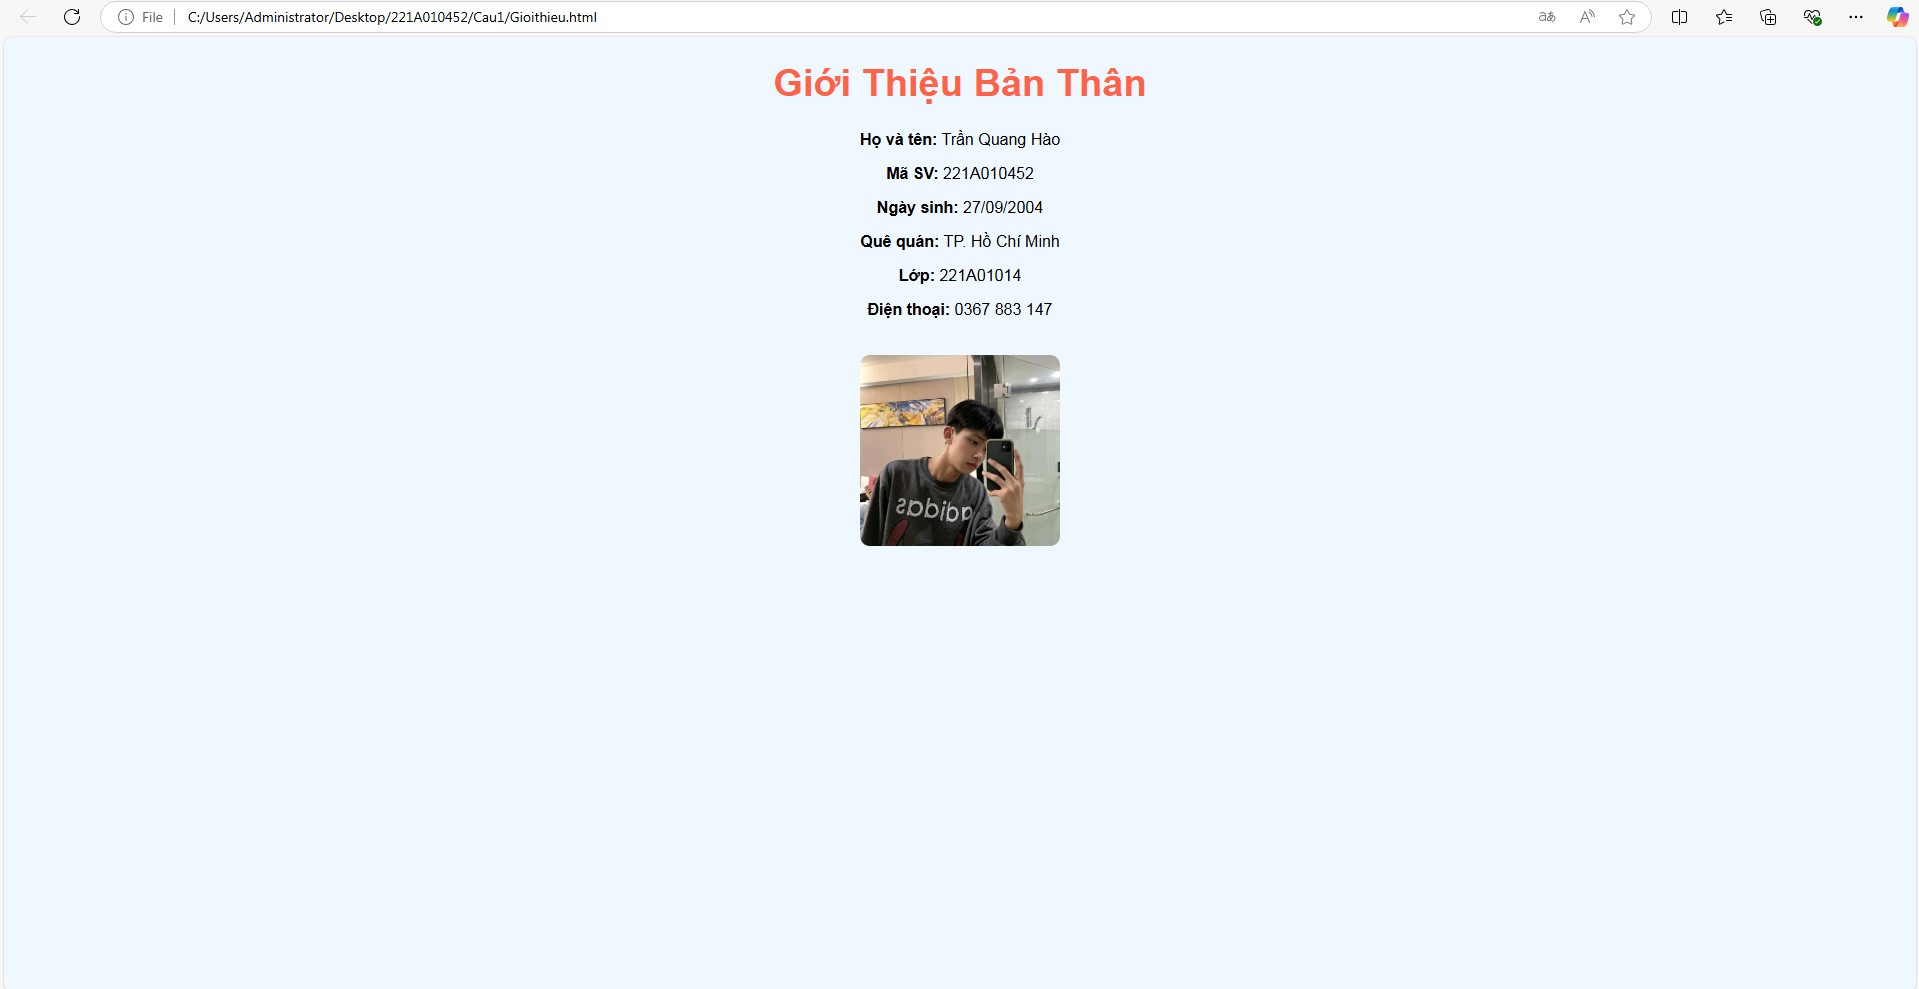 File C:/Users/Administrator/Desktop/221A010452/Cau1/Gioithieu.html
Giới Thiệu Bản Thân
Họ và tên: Trần Quang Hào
Mã SV: 221A010452
Ngày sinh: 27/09/2004
Quê quán: TP. Hồ Chí Minh
Lớp: 221A01014
Điện thoại: 0367 883 147
adidas